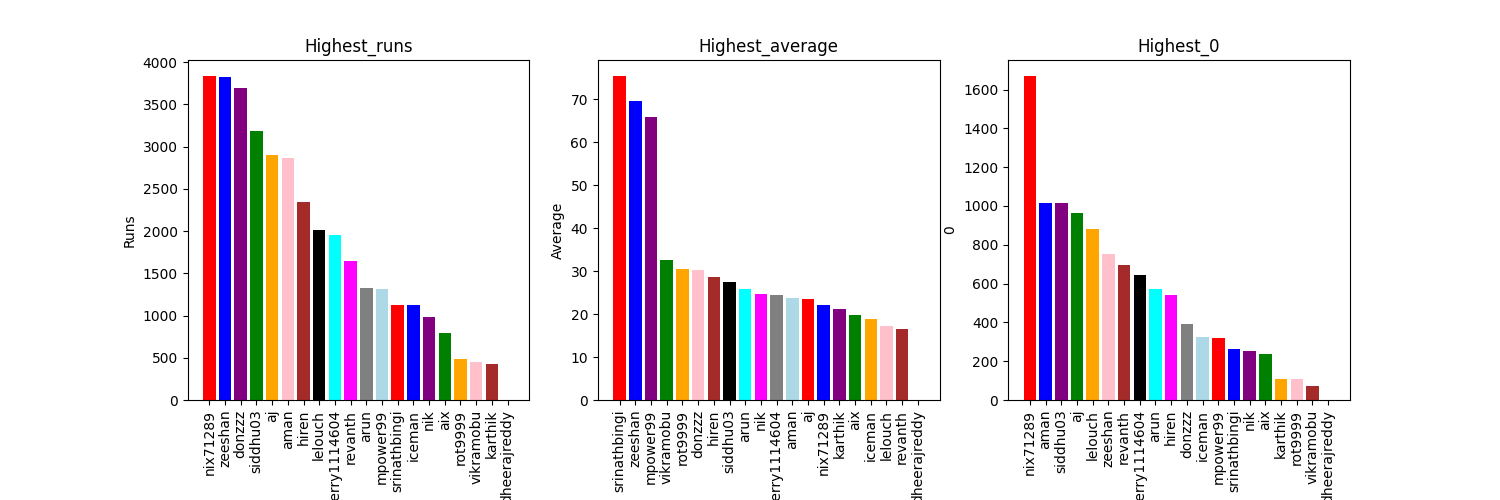 Highest_runs
Runs
4000
3500
3000
2500
2000
1500
1000
500
0
nix71289
zeeshan
donzzz
siddhu03
aj
aman
hiren
lelouch
erry1114604
revanth
arun
mpower99
srinathbingi
iceman
nik
aix
rot9999
vikramobu
karthik
dheerajreddy
Highest_average
Average
70
60
50
40
30
20
10
0
srinathbingi
zeeshan
mpower99
vikramobu
rot9999
donzzz
hiren
siddhu03
arun
nik
erry1114604
aman
aj
nix71289
karthik
aix
iceman
lelouch
revanth
dheerajreddy
Highest_0
0
1600
1400
1200
1000
800
600
400
200
0
nix71289
aman
siddhu03
aj
lelouch
zeeshan
revanth
erry1114604
arun
hiren
donzzz
iceman
mpower99
srinathbingi
nik
aix
karthik
rot9999
vikramobu
dheerajreddy